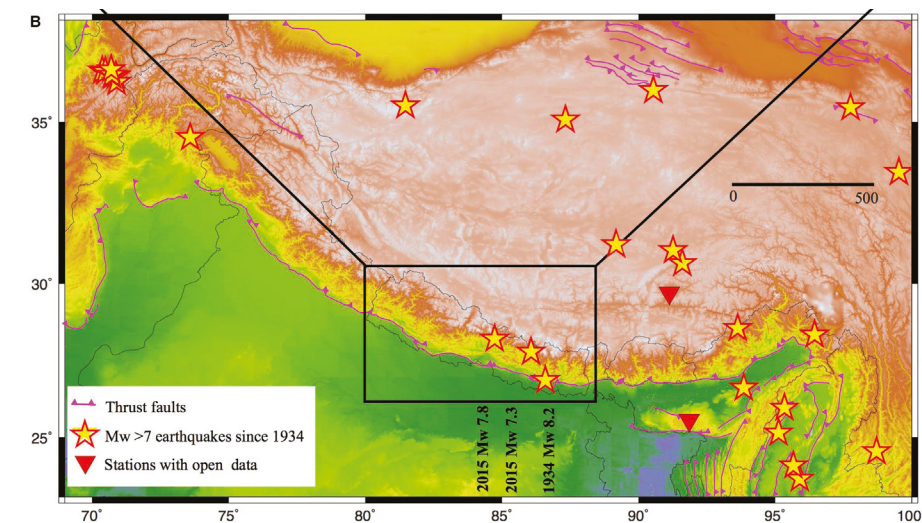 B
35°
30°
25°
0 500
Thrust faults
Mw >7 earthquakes since 1934
Stations with open data
2015 Mw 7.8
2015 Mw 7.3
1934 Mw 8.2
70° 75° 80° 85° 90° 95° 100